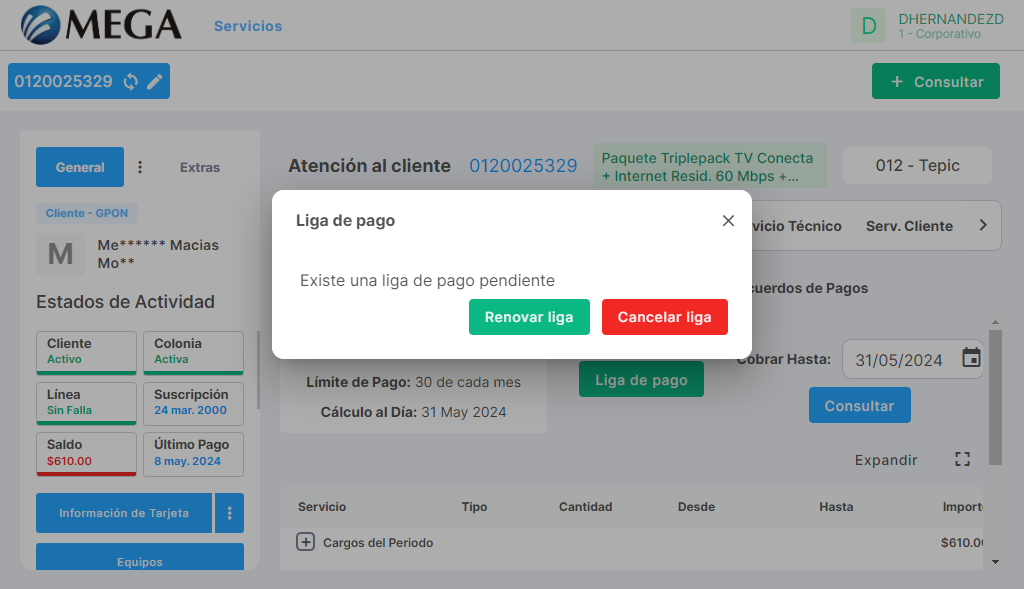 MEGA
Servicios
D
DHERNANDEZD
1 - Corporativo
0120025329
+ Consultar
General
Extras
Cliente - GPON
M
Me****** Macias
Mo**
Estados de Actividad
Cliente
Activo
Colonia
Activa
Línea
Sin Falla
Suscripción
24 mar. 2000
Saldo
$610.00
Último Pago
8 may. 2024
Información de Tarjeta
Equipos
Atención al cliente
0120025329
Paquete Triplepack TV Conecta
+ Internet Resid. 60 Mbps +...
012 - Tepic
vicio Técnico
Serv. Cliente
cuerdos de Pagos
Liga de pago
Existe una liga de pago pendiente
Renovar liga
Cancelar liga
Límite de Pago: 30 de cada mes
Cálculo al Día: 31 May 2024
Liga de pago
Cobrar Hasta:
31/05/2024
Consultar
Expandir
Servicio
Tipo
Cantidad
Desde
Hasta
Import
Cargos del Periodo
$610.0